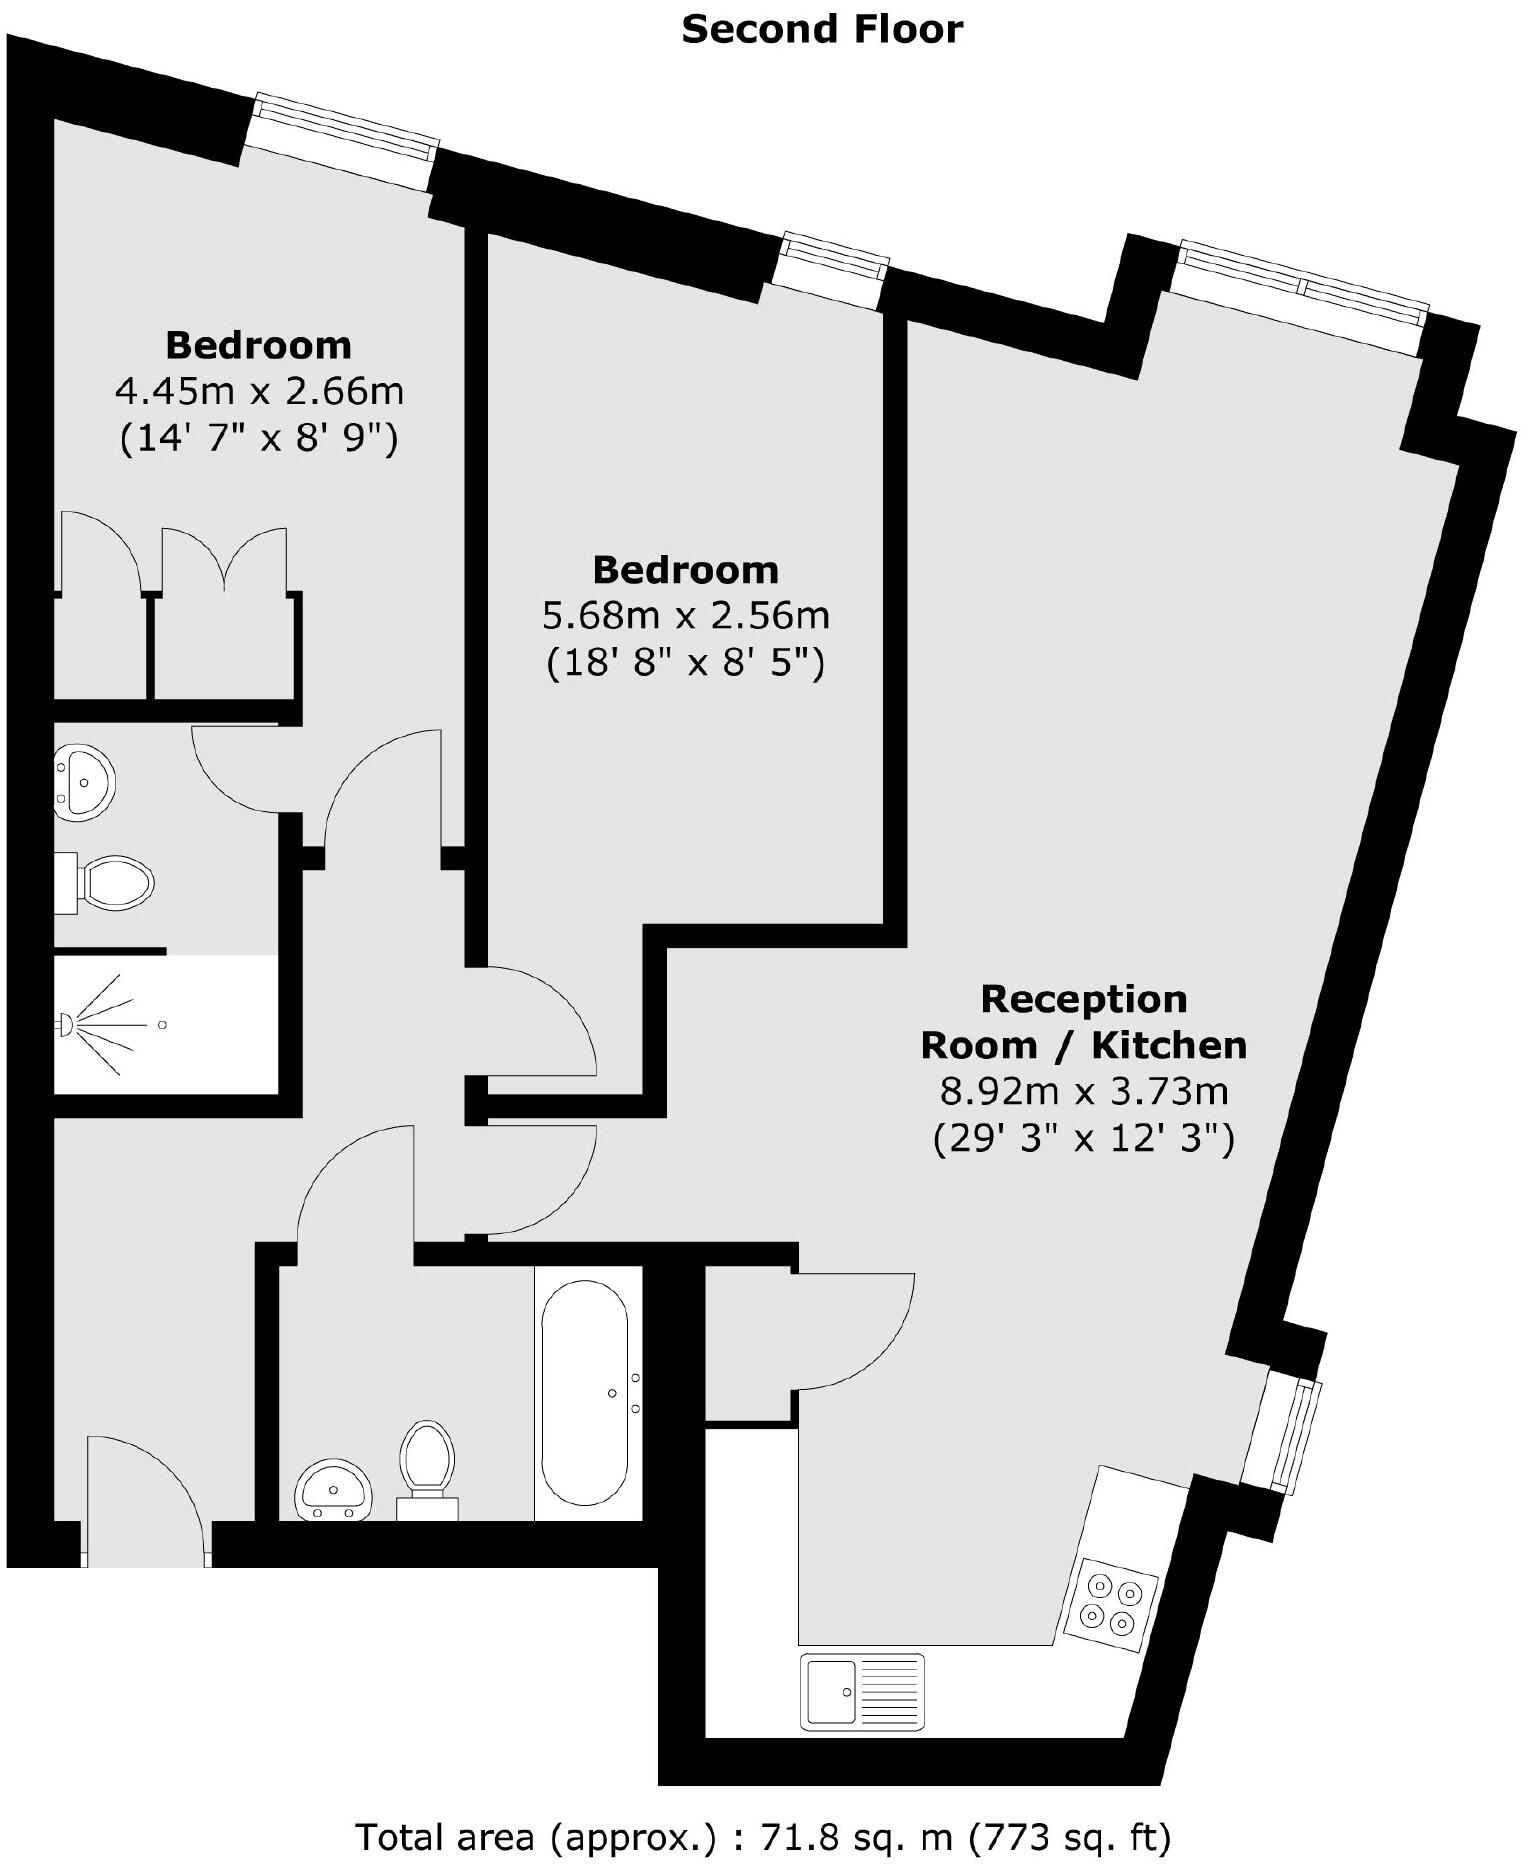 Second Floor
Bedroom
4.45m x 2.66m
(14' 7" x 8' 9")
Bedroom
5.68m x 2.56m
(18' 8" x 8' 5")
Reception
Room / Kitchen
8.92m x 3.73m
(29' 3" x 12' 3")
Total area (approx.) : 71.8 sq. m (773 sq. ft)